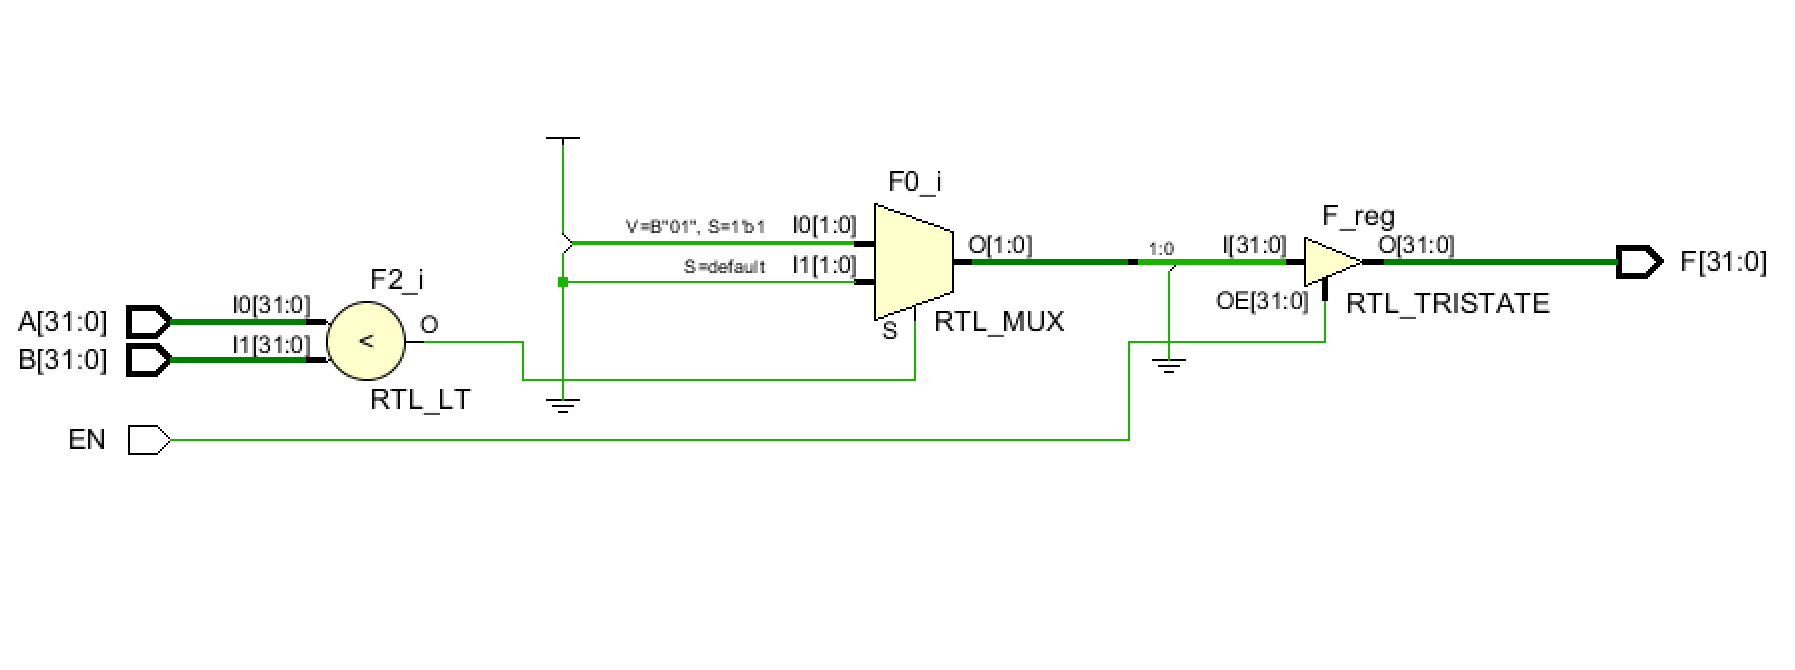 F0_i
V=B"01", S=1'b1
I0[1:0]
S=default
I1[1:0]
O[1:0]
S
RTL_MUX
1:0
F_reg
I[31:0]
O[31:0]
OE[31:0]
RTL_TRISTATE
F[31:0]
F2_i
A[31:0]
I0[31:0]
B[31:0]
I1[31:0]
<
O
RTL_LT
EN